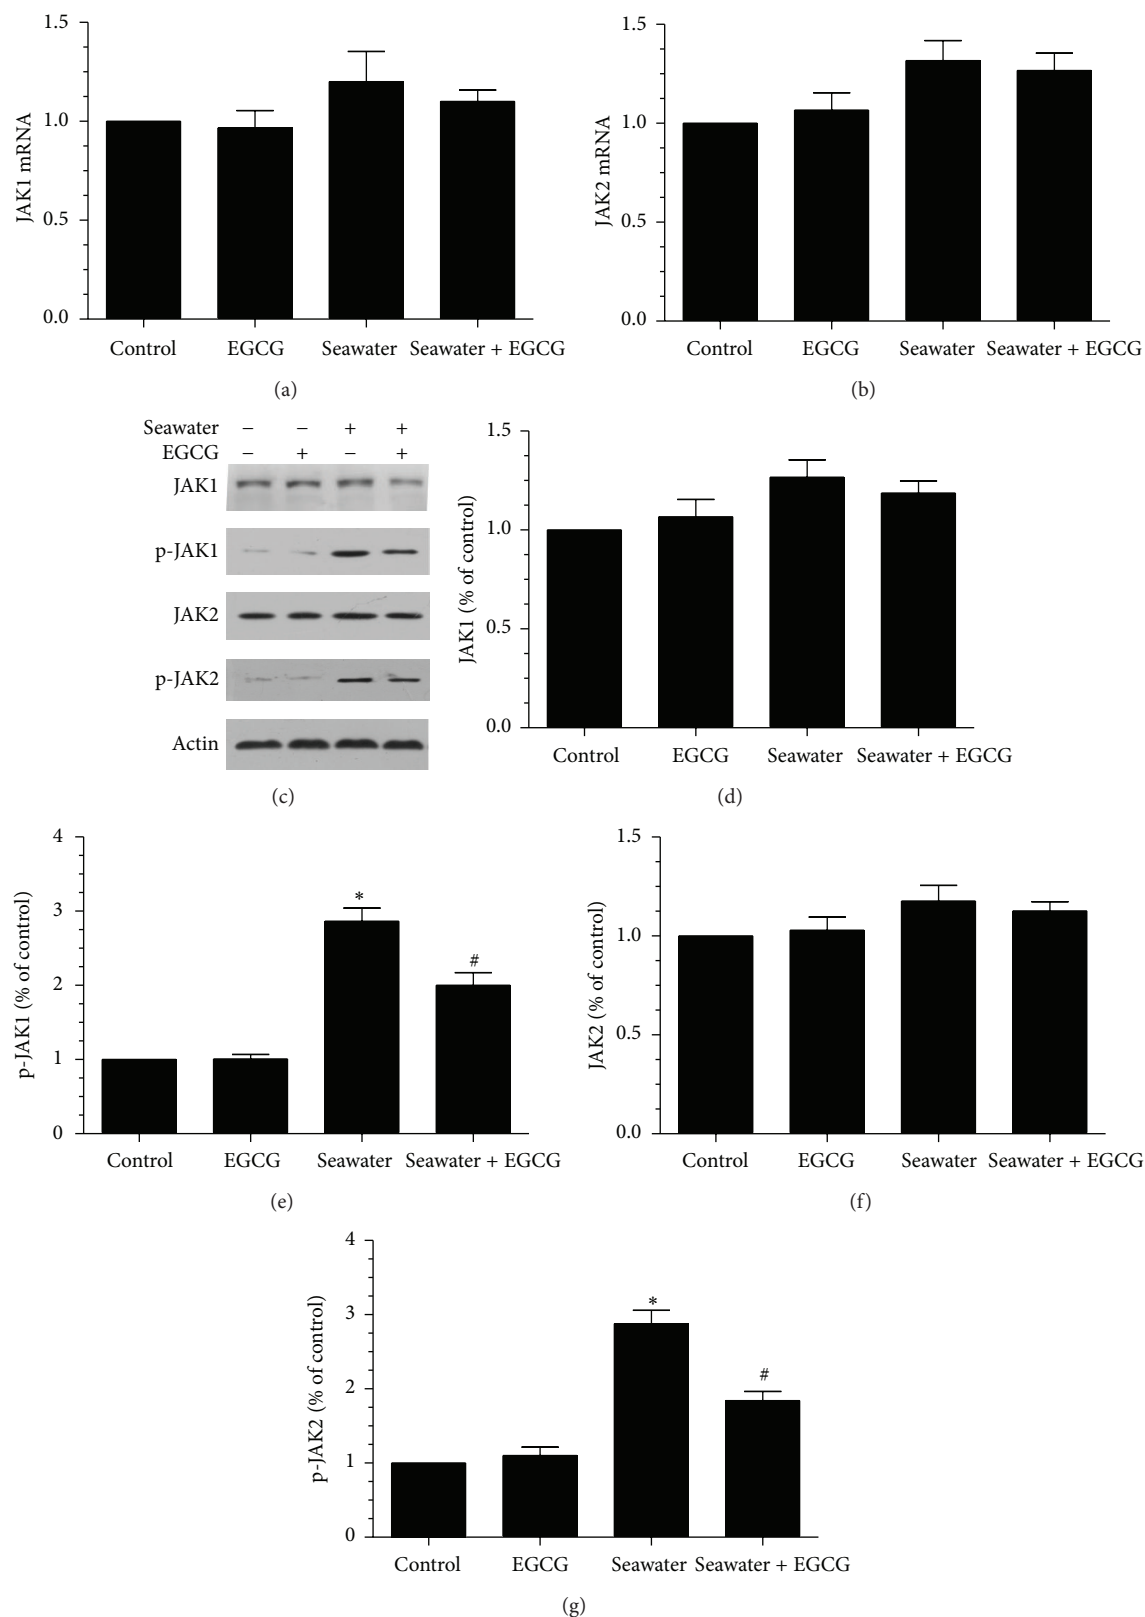 1.5
1.0
0.5
0.0
JAK1 mRNA
Control EGCG Seawater Seawater + EGCG
(a)
1.5
1.0
0.5
0.0
JAK2 mRNA
Control EGCG Seawater Seawater + EGCG
(b)
Seawater − − + +
EGCG − + − +
JAK1
p-JAK1
JAK2
p-JAK2
Actin
(c)
1.5
1.0
0.5
0.0
JAK1 (% of control)
Control EGCG Seawater Seawater + EGCG
(d)
4
3
2
1
0
p-JAK1 (% of control)
*
#
Control EGCG Seawater Seawater + EGCG
(e)
1.5
1.0
0.5
0.0
JAK2 (% of control)
Control EGCG Seawater Seawater + EGCG
(f)
4
3
2
1
0
p-JAK2 (% of control)
*
#
Control EGCG Seawater Seawater + EGCG
(g)